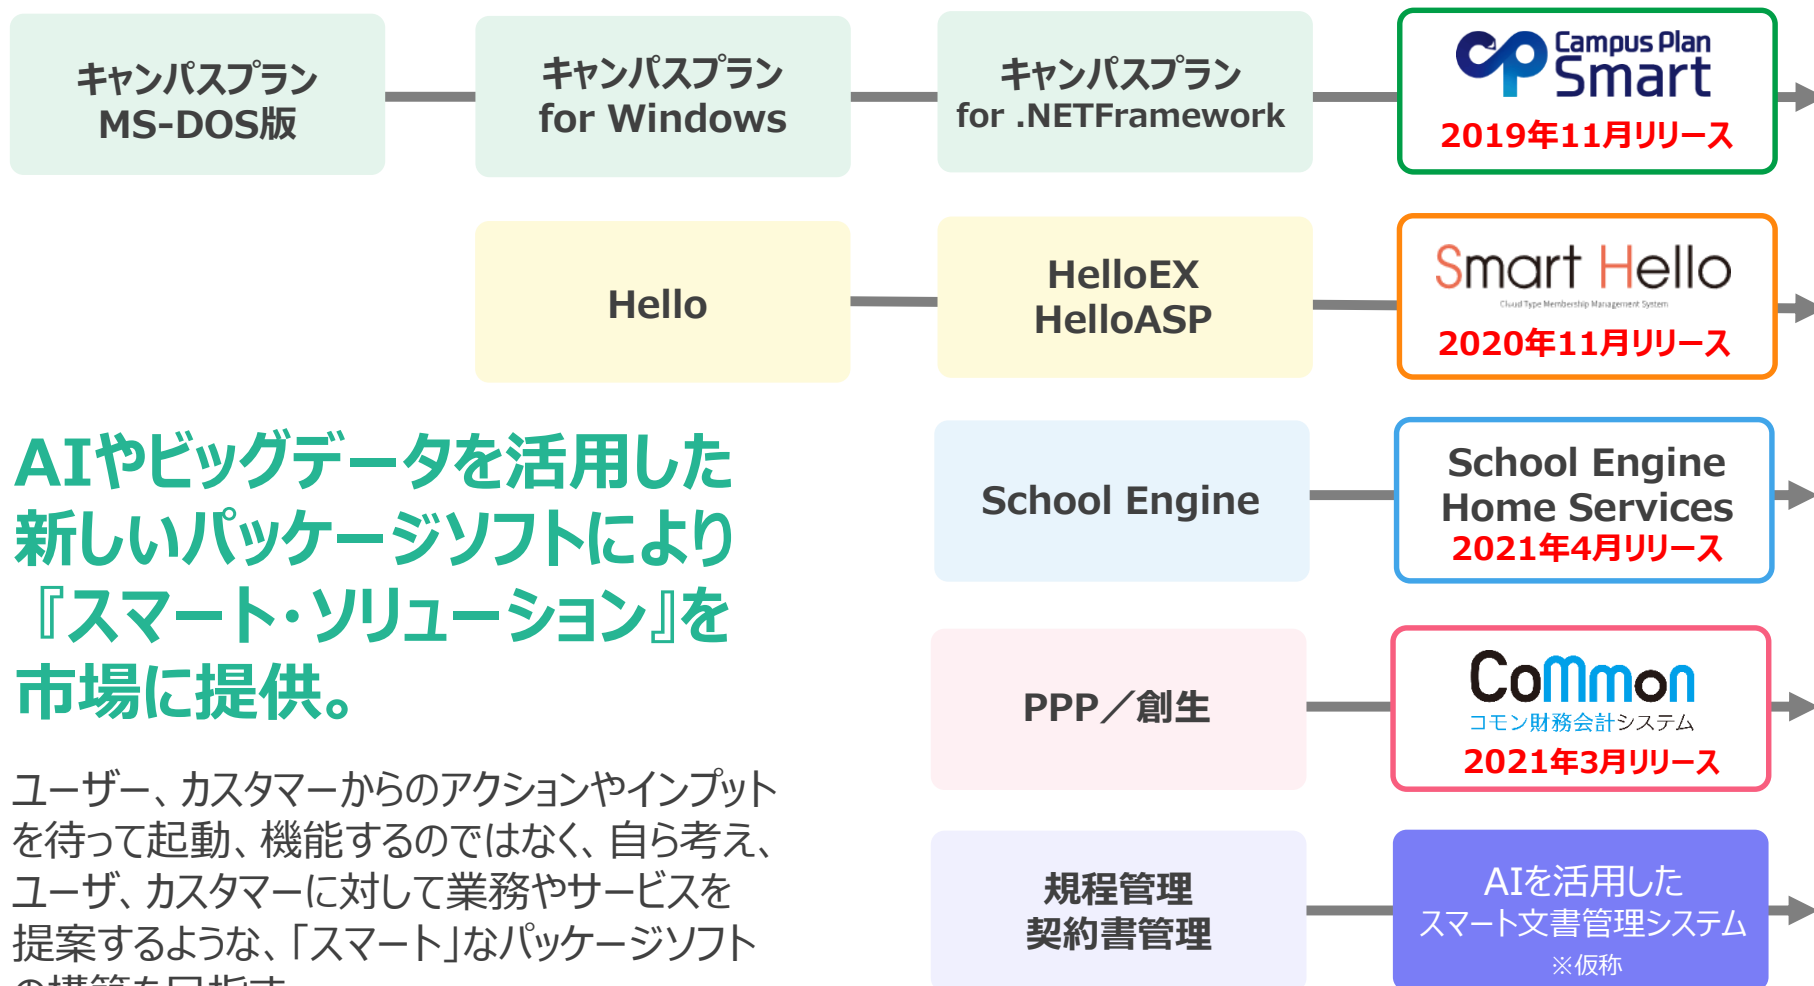 キャンパスプラン
MS-DOS版
キャンパスプラン
for Windows
キャンパスプラン
for .NETFramework
cp Campus Plan
Smart
2019年11月リリース
Hello
HelloEX
HelloASP
Smart Hello
Cloud Type Membership Management System
2020年11月リリース
AIやビッグデータを活用した
新しいパッケージソフトにより
『スマート・ソリューション』を
市場に提供。
ユーザー、カスタマーからのアクションやインプット
を待って起動、機能するのではなく、自ら考え、
ユーザ、カスタマーに対して業務やサービスを
提案するような、「スマート」なパッケージソフト
の構築を目指す
School Engine
School Engine
Home Services
2021年4月リリース
PPP／創生
Common
コモン財務会計システム
2021年3月リリース
規程管理
契約書管理
AIを活用した
スマート文書管理システム
※仮称